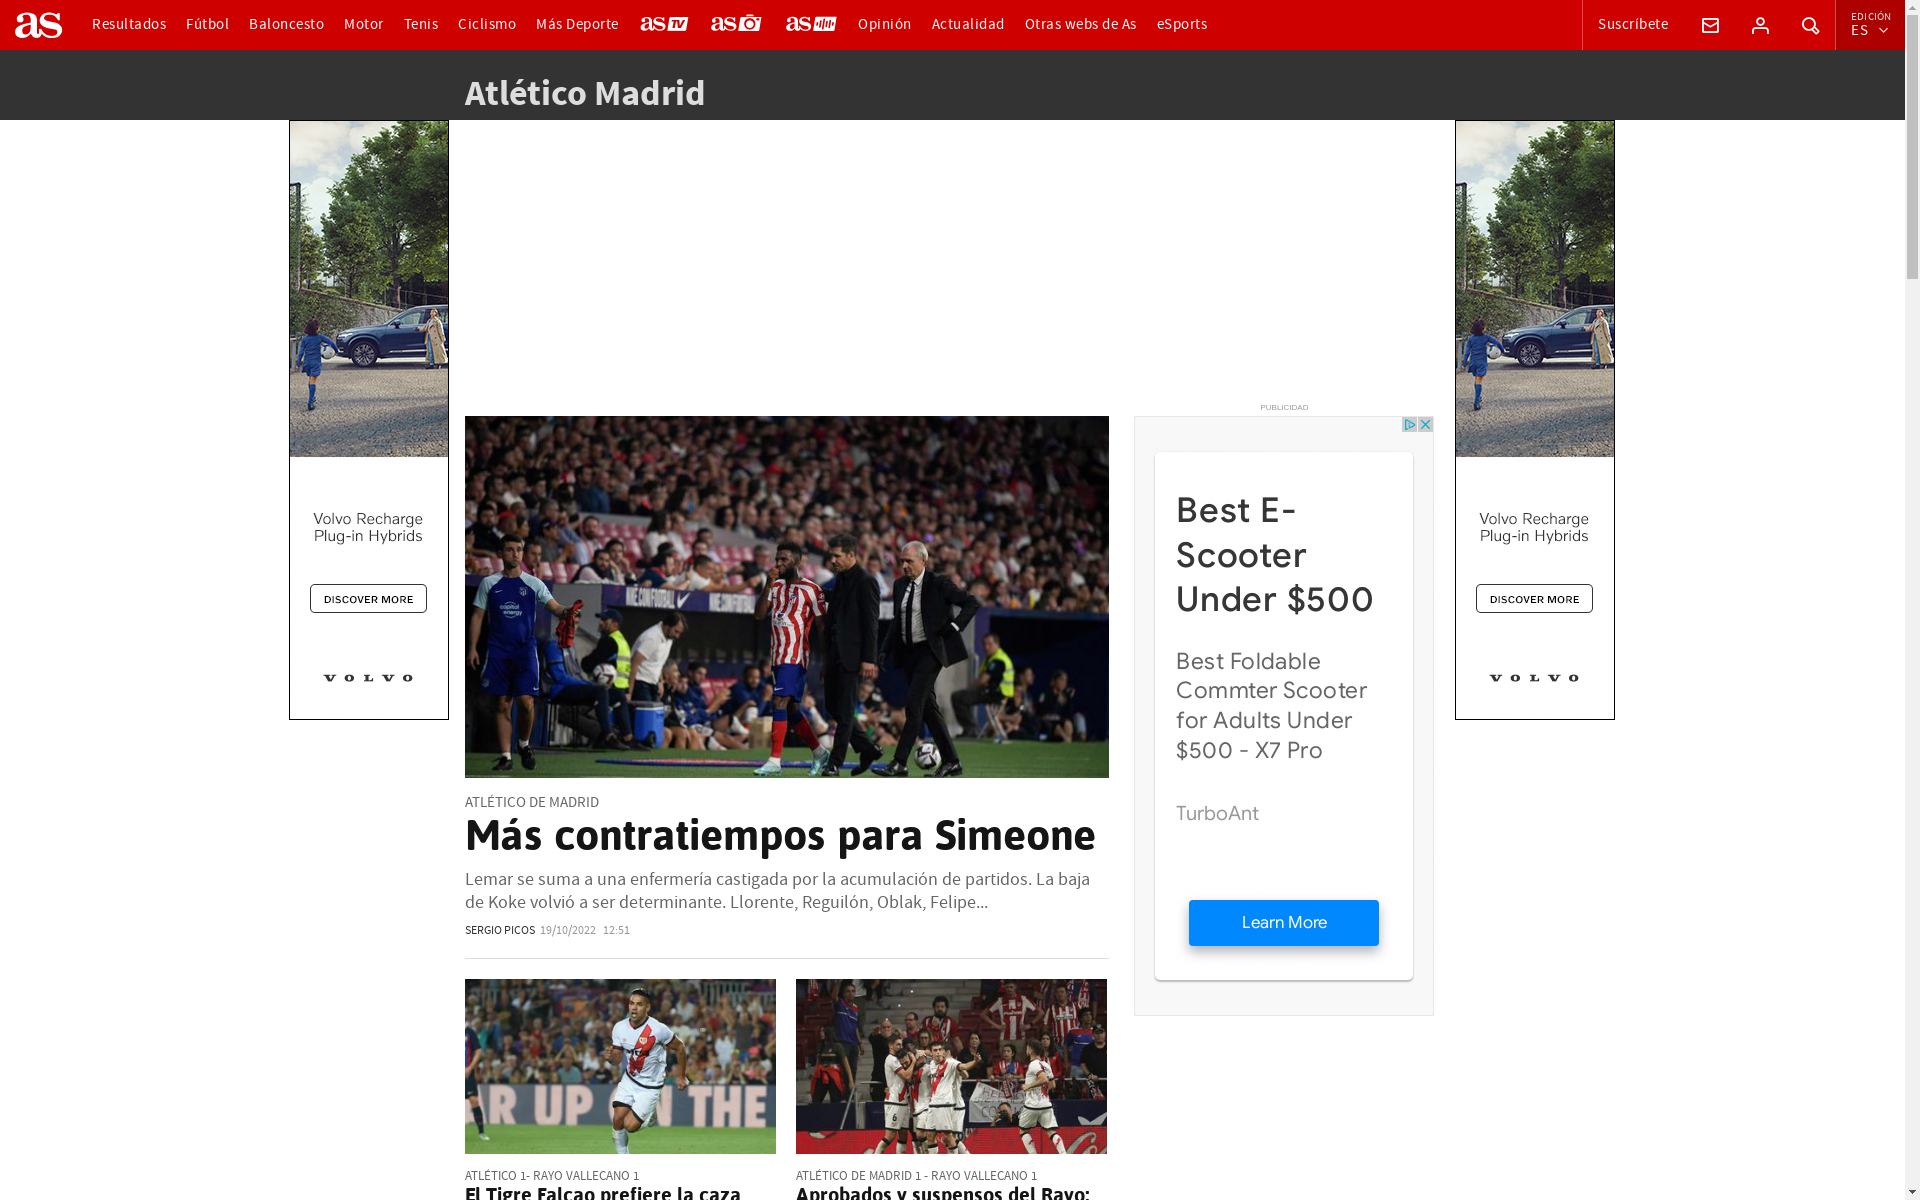 as
Resultados Fútbol Baloncesto Motor Tenis Ciclismo Más Deporte as TV as as Opinión Actualidad Otras webs de As eSports Suscríbete EDICIÓN ES
Atlético Madrid
Volvo Recharge
Plug-in Hybrids
DISCOVER MORE
VOLVO
ATLÉTICO DE MADRID
Más contratiempos para Simeone
Lemar se suma a una enfermería castigada por la acumulación de partidos. La baja
de Koke volvió a ser determinante. Llorente, Reguilón, Oblak, Felipe...
SERGIO PICOS 19/10/2022 12:51
R UP ON THE
ATLÉTICO 1- RAYO VALLECANO 1
El Tigre Falcao prefiere la caza
ATLÉTICO DE MADRID 1 - RAYO VALLECANO 1
Aprobados y suspensos del Rayo:
PUBLICIDAD
Best E-
Scooter
Under $500
Best Foldable
Commter Scooter
for Adults Under
$500 - X7 Pro
TurboAnt
Learn More
Volvo Recharge
Plug-in Hybrids
DISCOVER MORE
VOLVO